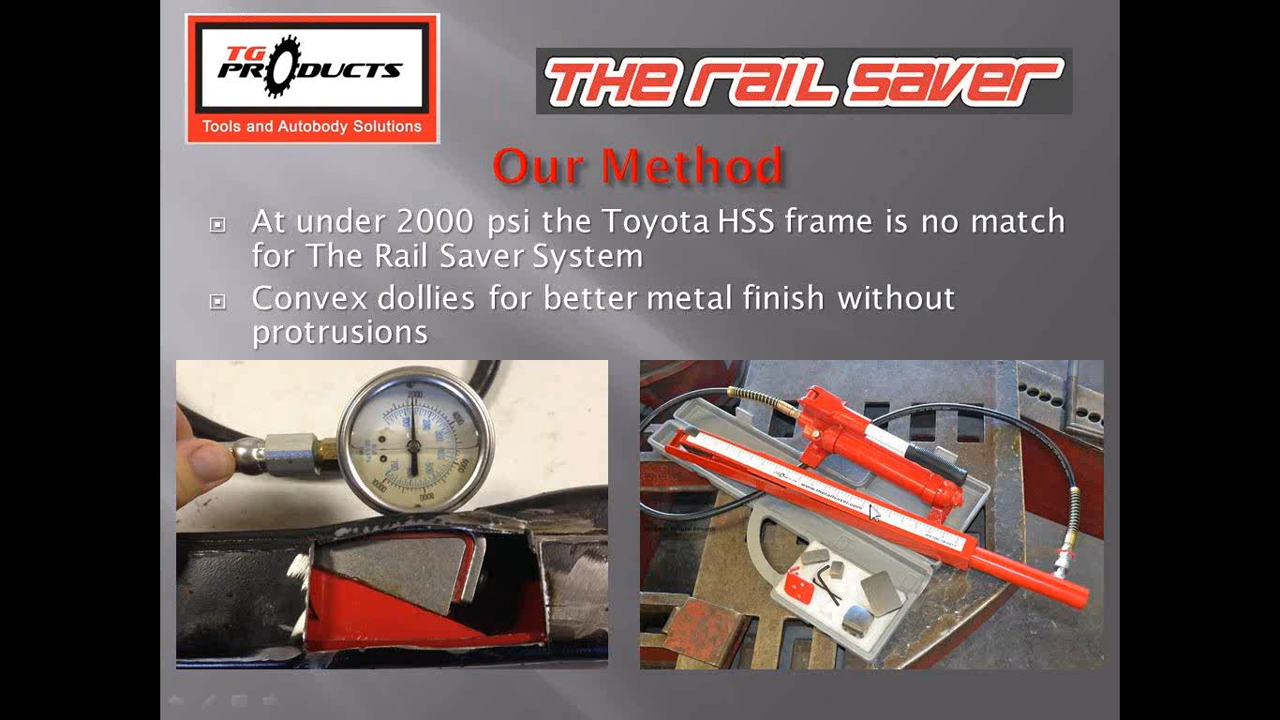 TG
PRODUCTS
Tools and Autobody Solutions
THE RAIL SAVER
Our Method
At under 2000 psi the Toyota HSS frame is no match
for The Rail Saver System
Convex dollies for better metal finish without
protrusions
2000